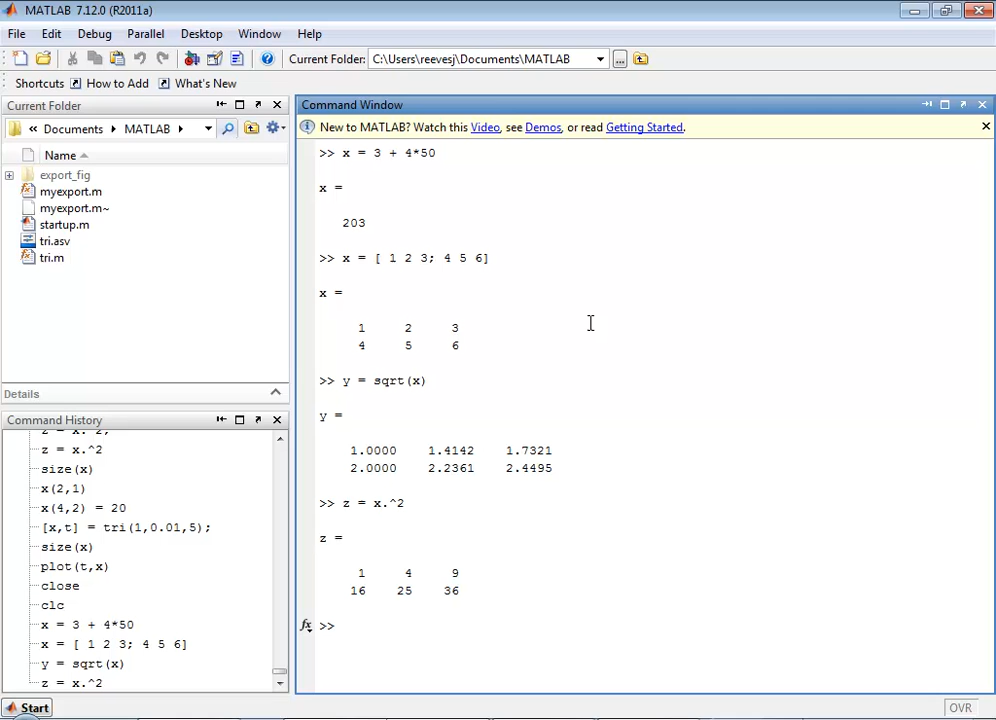 MATLAB 7.12.0 (R2011a)
File Edit Debug Parallel Desktop Window Help
Current Folder: C:\Users\reevesj\Documents\MATLAB ...
Shortcuts How to Add What's New
Current Folder
« Documents MATLAB
Name
export_fig
myexport.m
myexport.m~
startup.m
tri.asv
tri.m
Details
Command History
z = x.^2;
z = x.^2
size(x)
x(2,1)
x(4,2) = 20
[x,t] = tri(1,0.01,5);
size(x)
plot(t,x)
close
clc
x = 3 + 4*50
x = [ 1 2 3; 4 5 6]
y = sqrt(x)
z = x.^2
Command Window
New to MATLAB? Watch this Video, see Demos, or read Getting Started.
>> x = 3 + 4*50
x =
203
>> x = [ 1 2 3; 4 5 6]
x =
1 2 3
4 5 6
>> y = sqrt(x)
y =
1.0000 1.4142 1.7321
2.0000 2.2361 2.4495
>> z = x.^2
z =
1 4 9
16 25 36
fx >>
Start
OVR